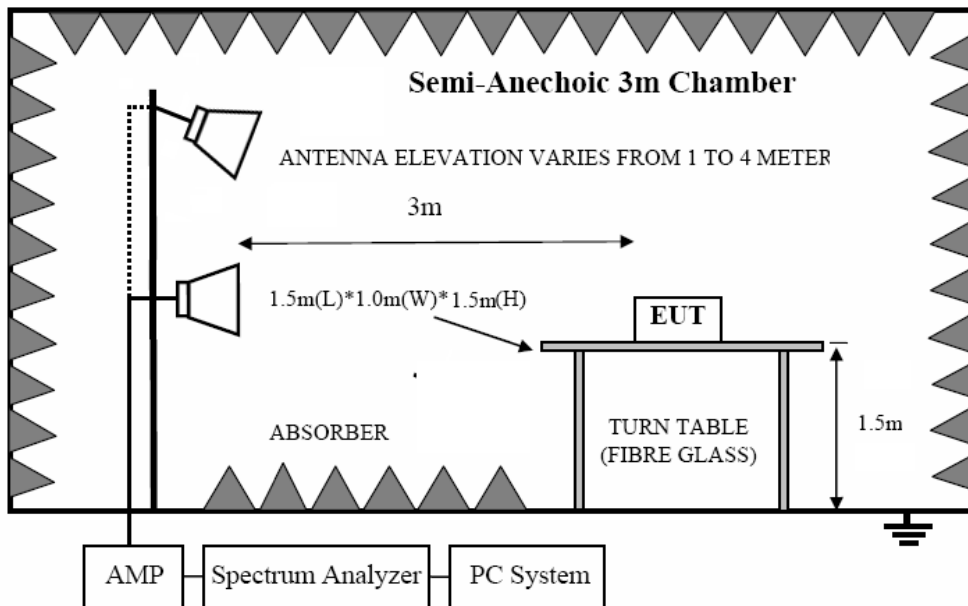 Semi-Anechoic 3m Chamber
ANTENNA ELEVATION VARIES FROM 1 TO 4 METER
3m
1.5m(L)*1.0m(W)*1.5m(H)
EUT
1.5m
ABSORBER
TURN TABLE
(FIBRE GLASS)
AMP
Spectrum Analyzer
PC System